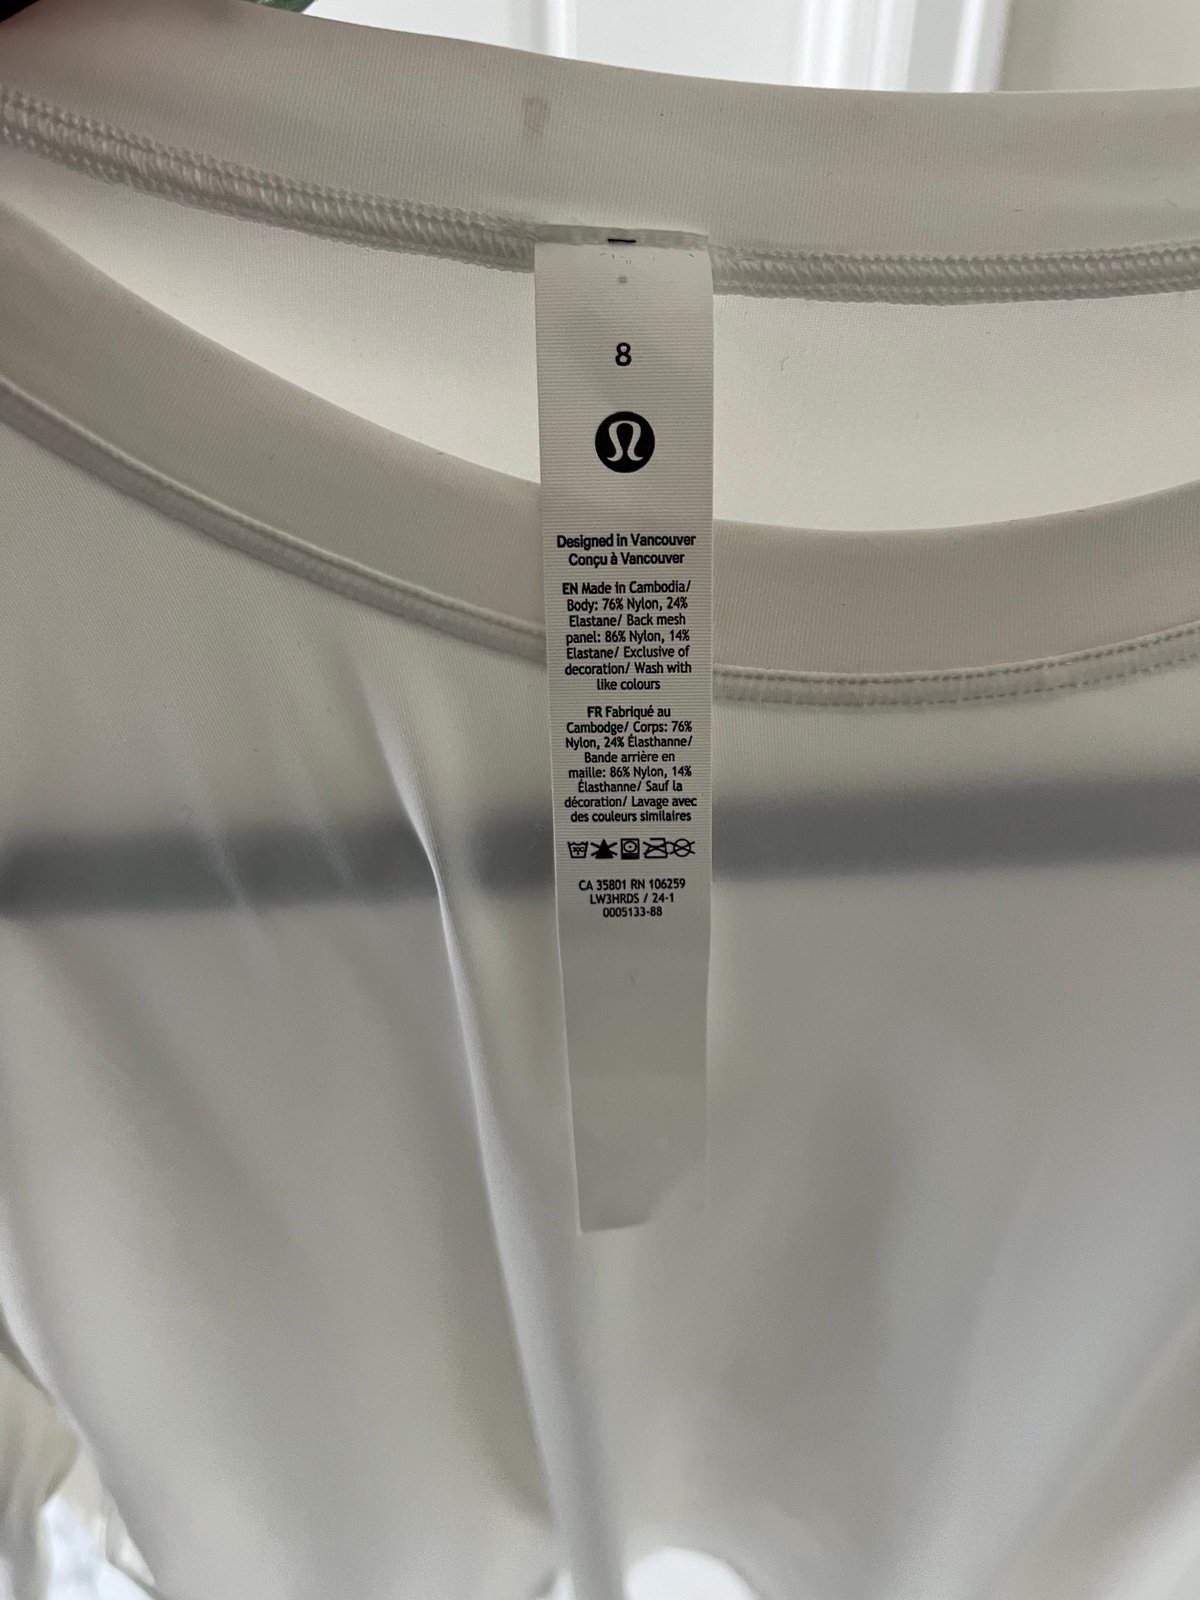 8
Designed in Vancouver
Conçu à Vancouver
EN Made in Cambodia/
Body: 76% Nylon, 24%
Elastane/ Back mesh
panel: 86% Nylon, 14%
Elastane/ Exclusive of
decoration/ Wash with
like colours
FR Fabriqué au
Cambodge/ Corps: 76%
Nylon, 24% Élasthanne/
Bande arrière en
maille: 86% Nylon, 14%
Élasthanne/ Sauf la
décoration/ Lavage avec
des couleurs similaires
CA 35801 RN 106259
LW3HRDS / 24-1
0005133-88